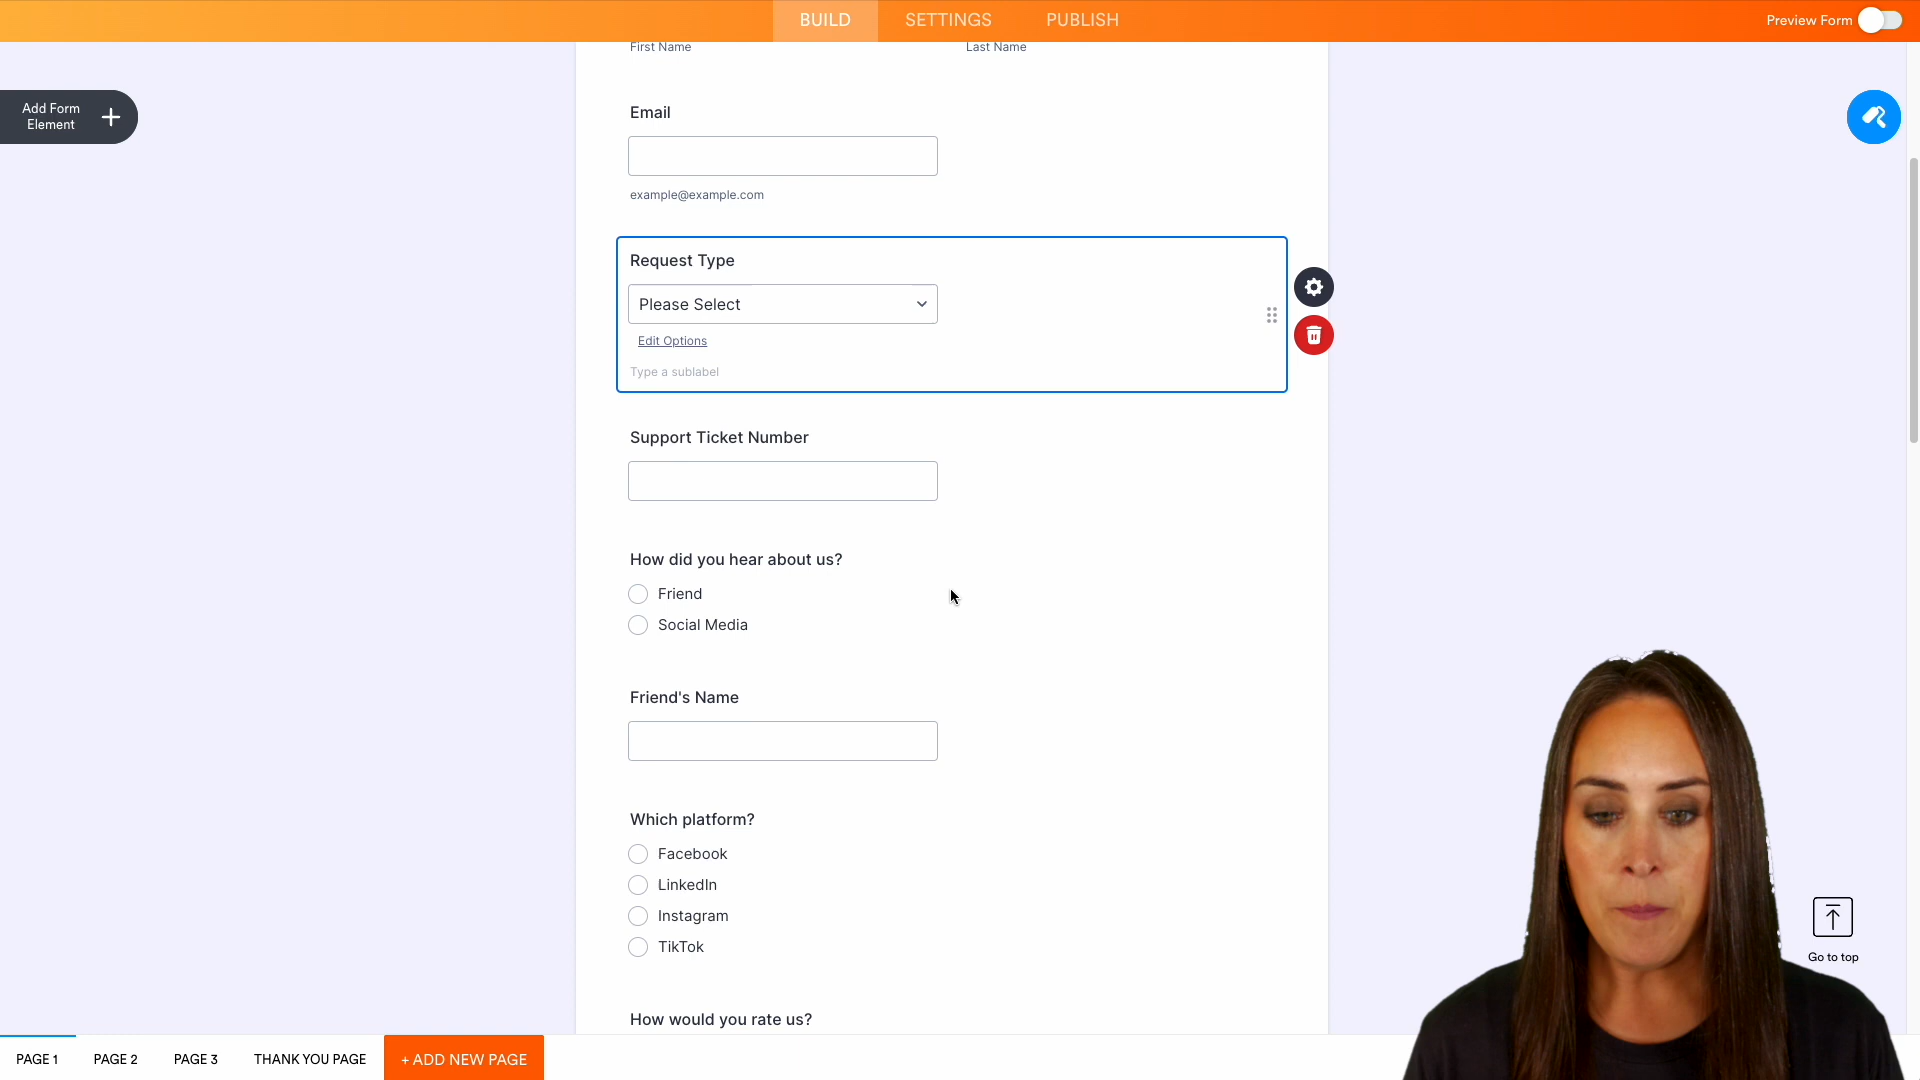 BUILD
SETTINGS
PUBLISH
Preview Form
First Name
Last Name
Add Form
Element
Email
example@example.com
Request Type
Please Select
Edit Options
Type a sublabel
Support Ticket Number
How did you hear about us?
Friend
Social Media
Friend's Name
Which platform?
Facebook
LinkedIn
Instagram
TikTok
Go to top
How would you rate us?
PAGE 1
PAGE 2
PAGE 3
THANK YOU PAGE
+ ADD NEW PAGE